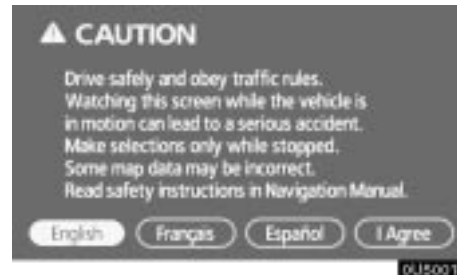 CAUTION
Drive safely and obey traffic rules.
Watching this screen while the vehicle is
in motion can lead to a serious accident.
Make selections only while stopped.
Some map data may be incorrect.
Read safety instructions in Navigation Manual.
English Français Español I Agree